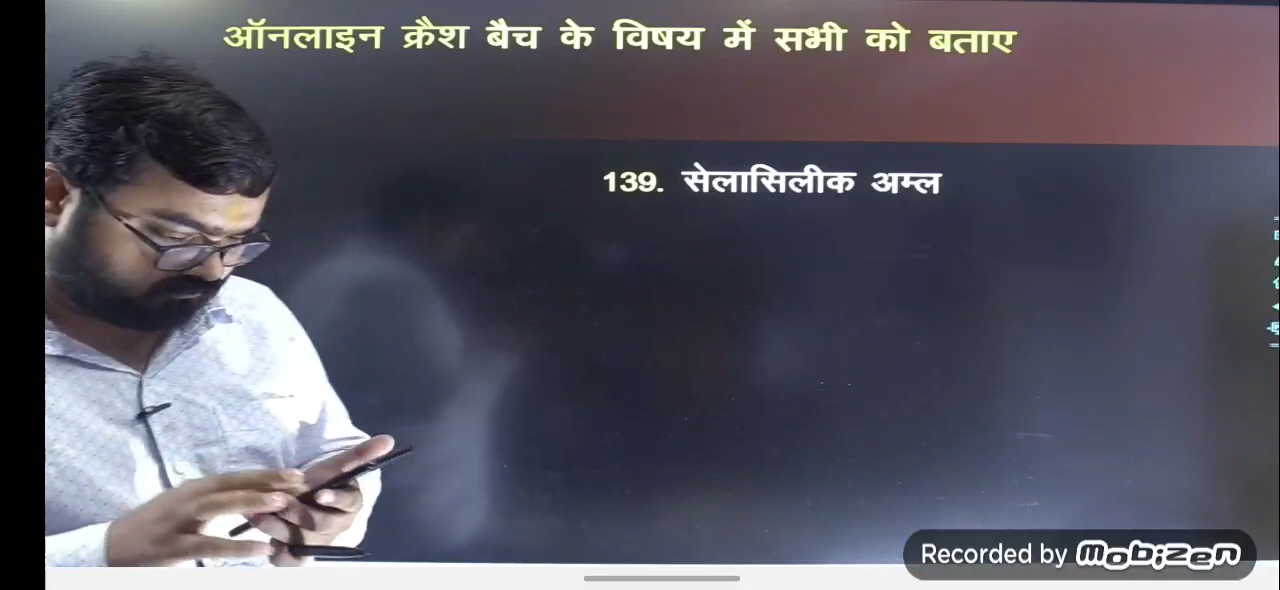 ऑनलाइन क्रैश बैच के विषय में सभी को बताए
139. सेलासिलीक अम्ल
Recorded by Mobizen